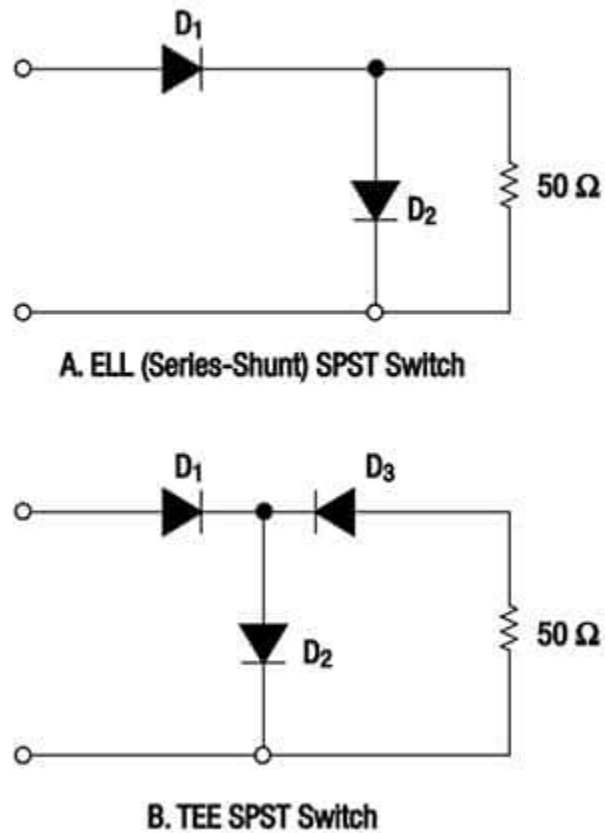 D1
D2
50 Ω
A. ELL (Series-Shunt) SPST Switch
D1
D3
D2
50 Ω
B. TEE SPST Switch